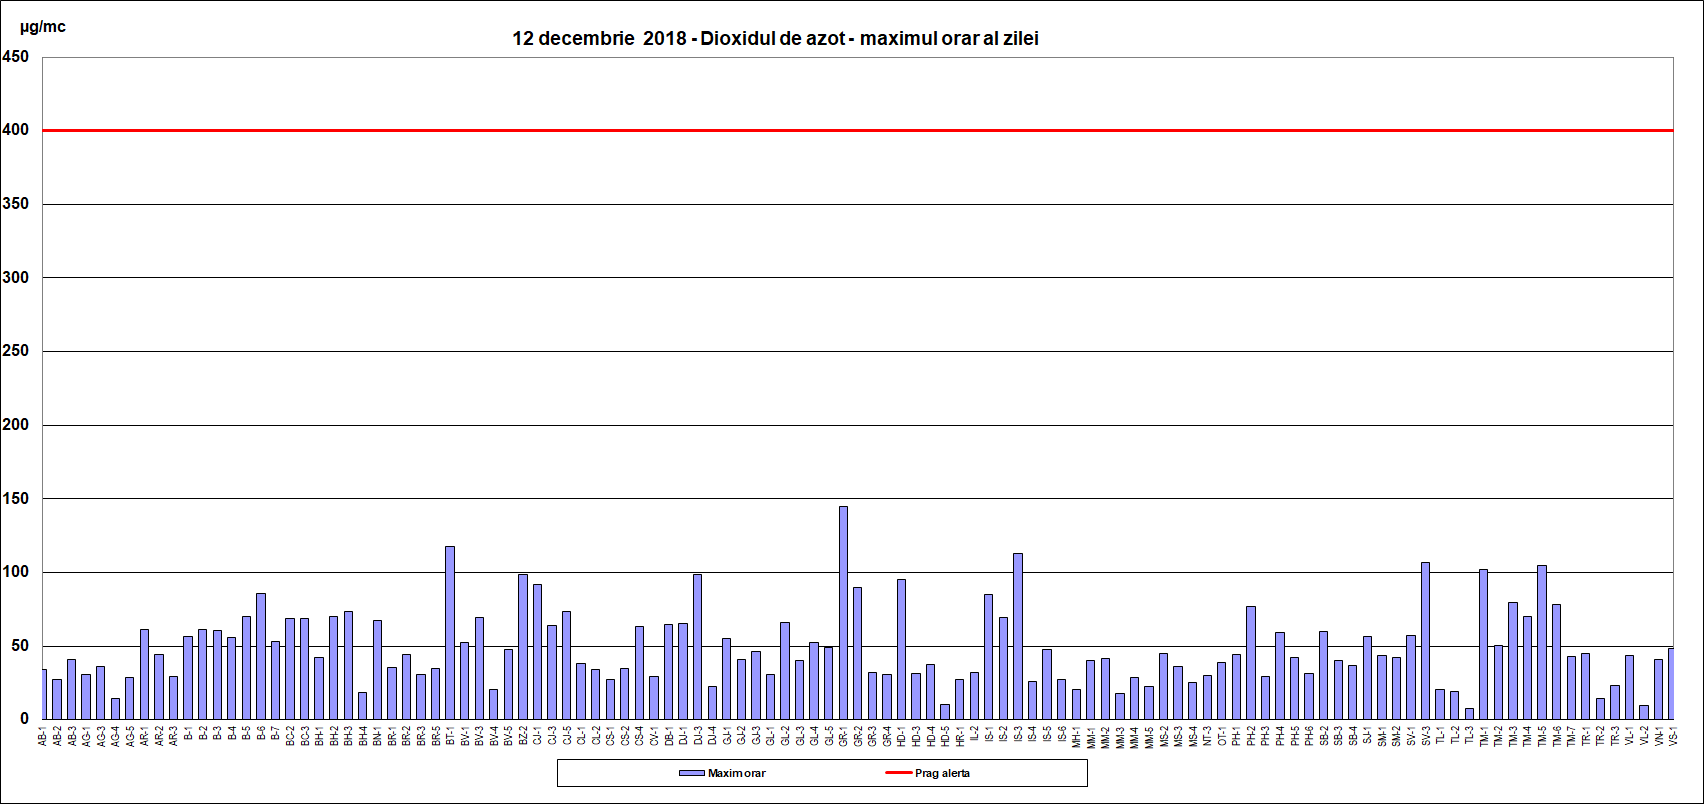 µg/mc
12 decembrie 2018 - Dioxidul de azot - maximul orar al zilei
450
400
350
300
250
200
150
100
50
0
AB-1 AB-2 AB-3 AG-1 AG-3 AG-4 AG-5 AR-1 AR-2 AR-3 B-1 B-2 B-3 B-4 B-5 B-6 B-7 BC-2 BC-3 BH-1 BH-2 BH-3 BH-4 BN-1 BR-1 BR-2 BR-3 BR-5 BT-1 BV-1 BV-3 BV-4 BV-5 BZ-2 CJ-1 CJ-3 CJ-5 CL-1 CL-2 CS-1 CS-2 CS-4 CV-1 DB-1 DJ-1 DJ-3 DJ-4 GJ-1 GJ-2 GJ-3 GL-1 GL-2 GL-3 GL-4 GL-5 GR-1 GR-2 GR-3 GR-4 HD-1 HD-3 HD-4 HD-5 HR-1 IL-2 IS-1 IS-2 IS-3 IS-4 IS-5 IS-6 MH-1 MM-1 MM-2 MM-3 MM-4 MM-5 MS-2 MS-3 MS-4 NT-3 OT-1 PH-1 PH-2 PH-3 PH-4 PH-5 PH-6 SB-2 SB-3 SB-4 SJ-1 SM-1 SM-2 SV-1 SV-3 TL-1 TL-2 TL-3 TM-1 TM-2 TM-3 TM-4 TM-5 TM-6 TM-7 TR-1 TR-2 TR-3 VL-1 VL-2 VN-1 VS-1
Maxim orar Prag alerta